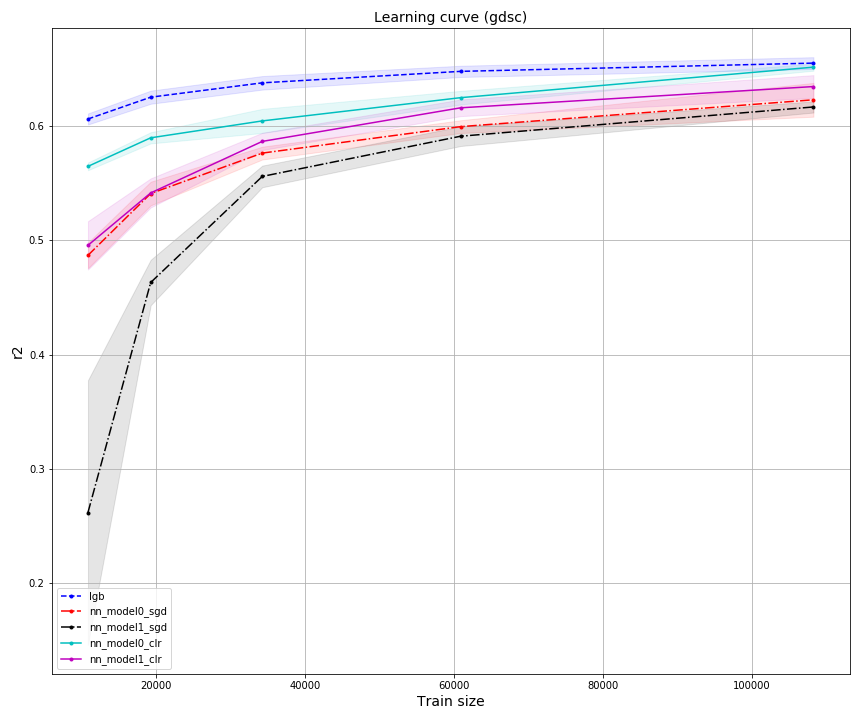 Learning curve (gdsc)
r2
0.6
0.5
0.4
0.3
0.2
lgb
nn_model0_sgd
nn_model1_sgd
nn_model0_clr
nn_model1_clr
20000 40000 60000 80000 100000
Train size